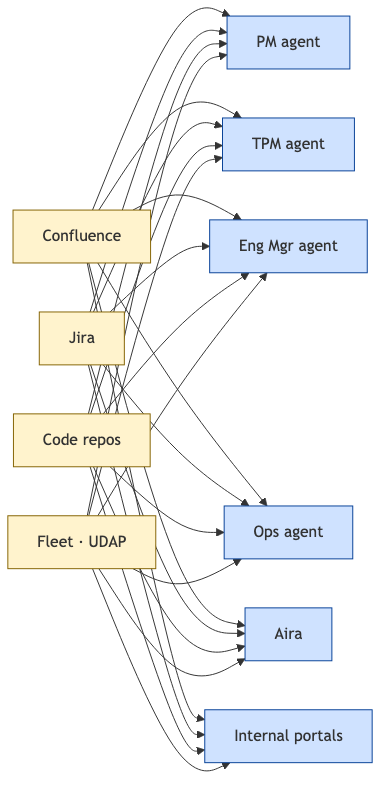 PM agent
TPM agent
Confluence
Eng Mgr agent
Jira
Code repos
Fleet · UDAP
Ops agent
Aira
Internal portals